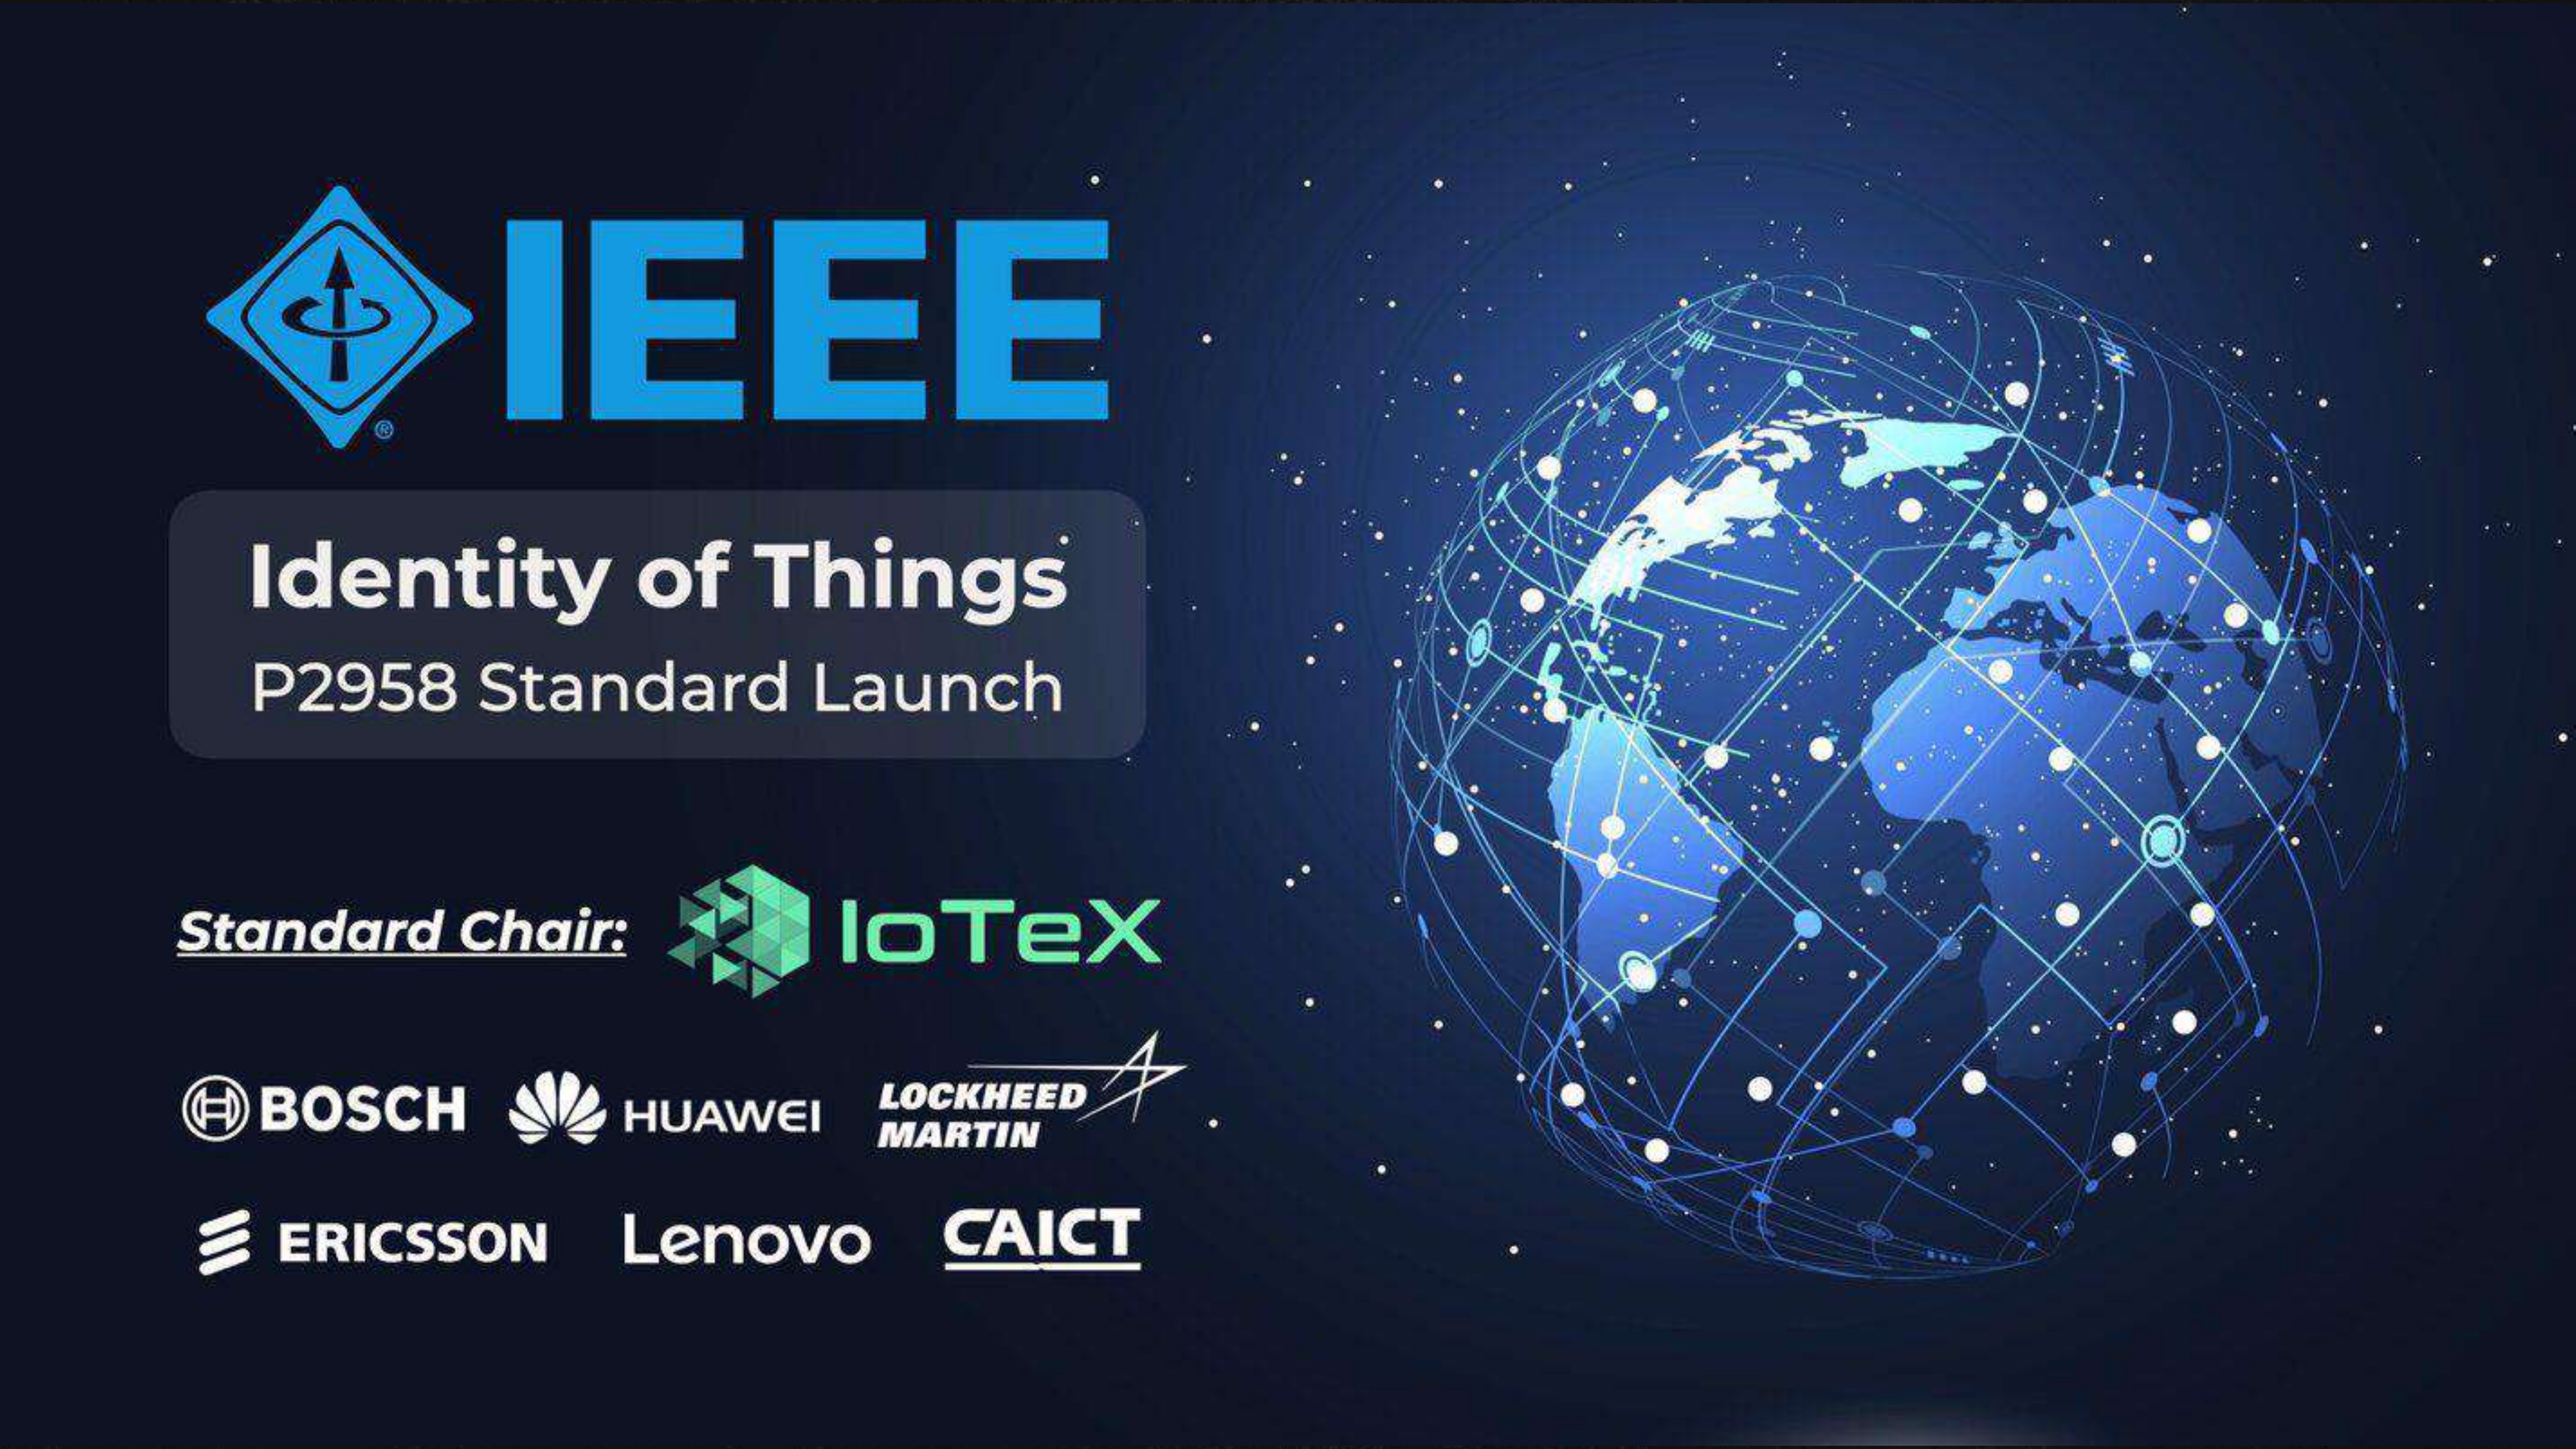 IEEE
®
Identity of Things
P2958 Standard Launch
Standard Chair: IoTeX
BOSCH HUAWEI LOCKHEED MARTIN
ERICSSON Lenovo CAICT